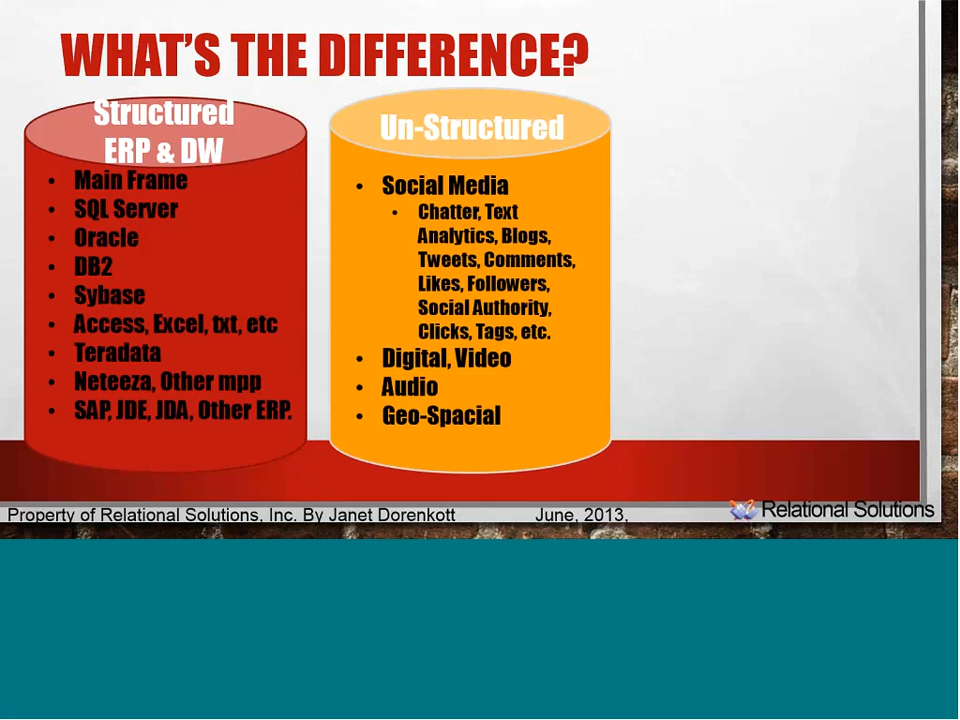 WHAT'S THE DIFFERENCE?
Structured
ERP & DW
• Main Frame
• SQL Server
• Oracle
• DB2
• Sybase
• Access, Excel, txt, etc
• Teradata
• Neteeza, Other mpp
• SAP, JDE, JDA, Other ERP.
Un-Structured
• Social Media
• Chatter, Text
Analytics, Blogs,
Tweets, Comments,
Likes, Followers,
Social Authority,
Clicks, Tags, etc.
• Digital, Video
• Audio
• Geo-Spacial
Property of Relational Solutions, Inc. By Janet Dorenkott June, 2013,
Relational Solutions